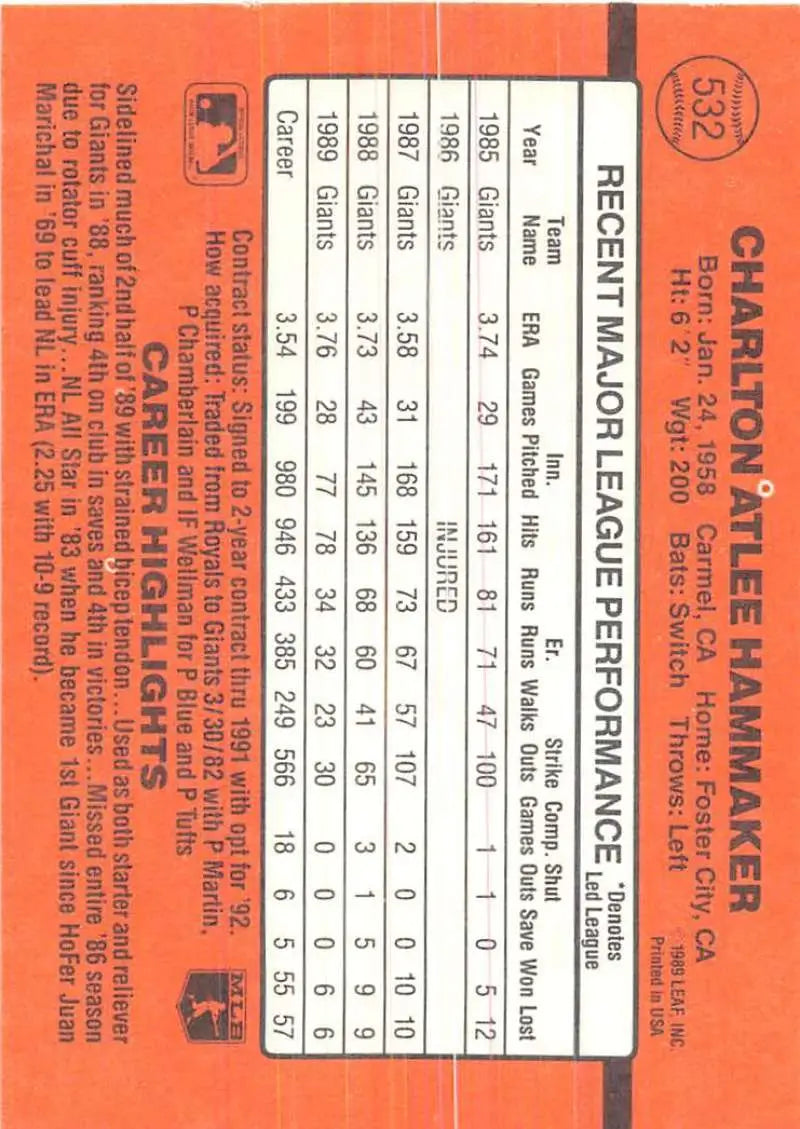 532
CHARLTON ATLEE HAMMAKER
Born: Jan. 24, 1958 Carmel, CA Home: Foster City, CA
Ht: 6'2" Wgt: 200 Bats: Switch Throws: Left
© 1989 LEAF, INC.
Printed in USA
RECENT MAJOR LEAGUE PERFORMANCE *Denotes Led League
Year Team Name ERA Games Inn. Pitched Hits Runs Er. Runs Walks Strike Outs Comp. Games Shut Outs Save Won Lost
1985 Giants 3.74 29 171 161 81 71 47 100 1 1 0 5 12
1986 Giants INJURED
1987 Giants 3.58 31 168 159 73 67 57 107 2 0 0 10 10
1988 Giants 3.73 43 145 136 68 60 41 65 3 1 5 9 9
1989 Giants 3.76 28 77 78 34 32 23 30 0 0 0 6 6
Career 3.54 199 980 946 433 385 249 566 18 6 5 55 57
Contract status: Signed to 2-year contract thru 1991 with opt for '92.
How acquired: Traded from Royals to Giants 3/30/82 with P Martin,
P Chamberlain and IF Wellman for P Blue and P Tufts
MLB
CAREER HIGHLIGHTS
Sidelined much of 2nd half of '89 with strained bicep tendon...Used as both starter and reliever
for Giants in '88, ranking 4th on club in saves and 4th in victories...Missed entire '86 season
due to rotator cuff injury...NL All Star in '83 when he became 1st Giant since HoFer Juan
Marichal in '69 to lead NL in ERA (2.25 with 10-9 record).